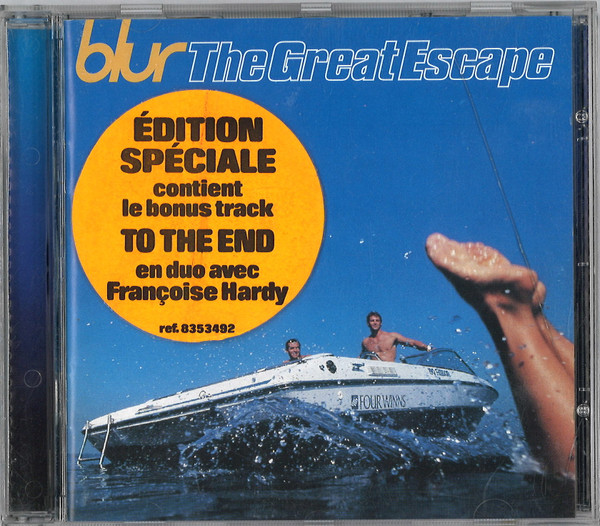 blur The Great Escape
ÉDITION
SPÉCIALE
contient
le bonus track
TO THE END
en duo avec
Françoise Hardy
ref. 8353492
FOUR WINNS